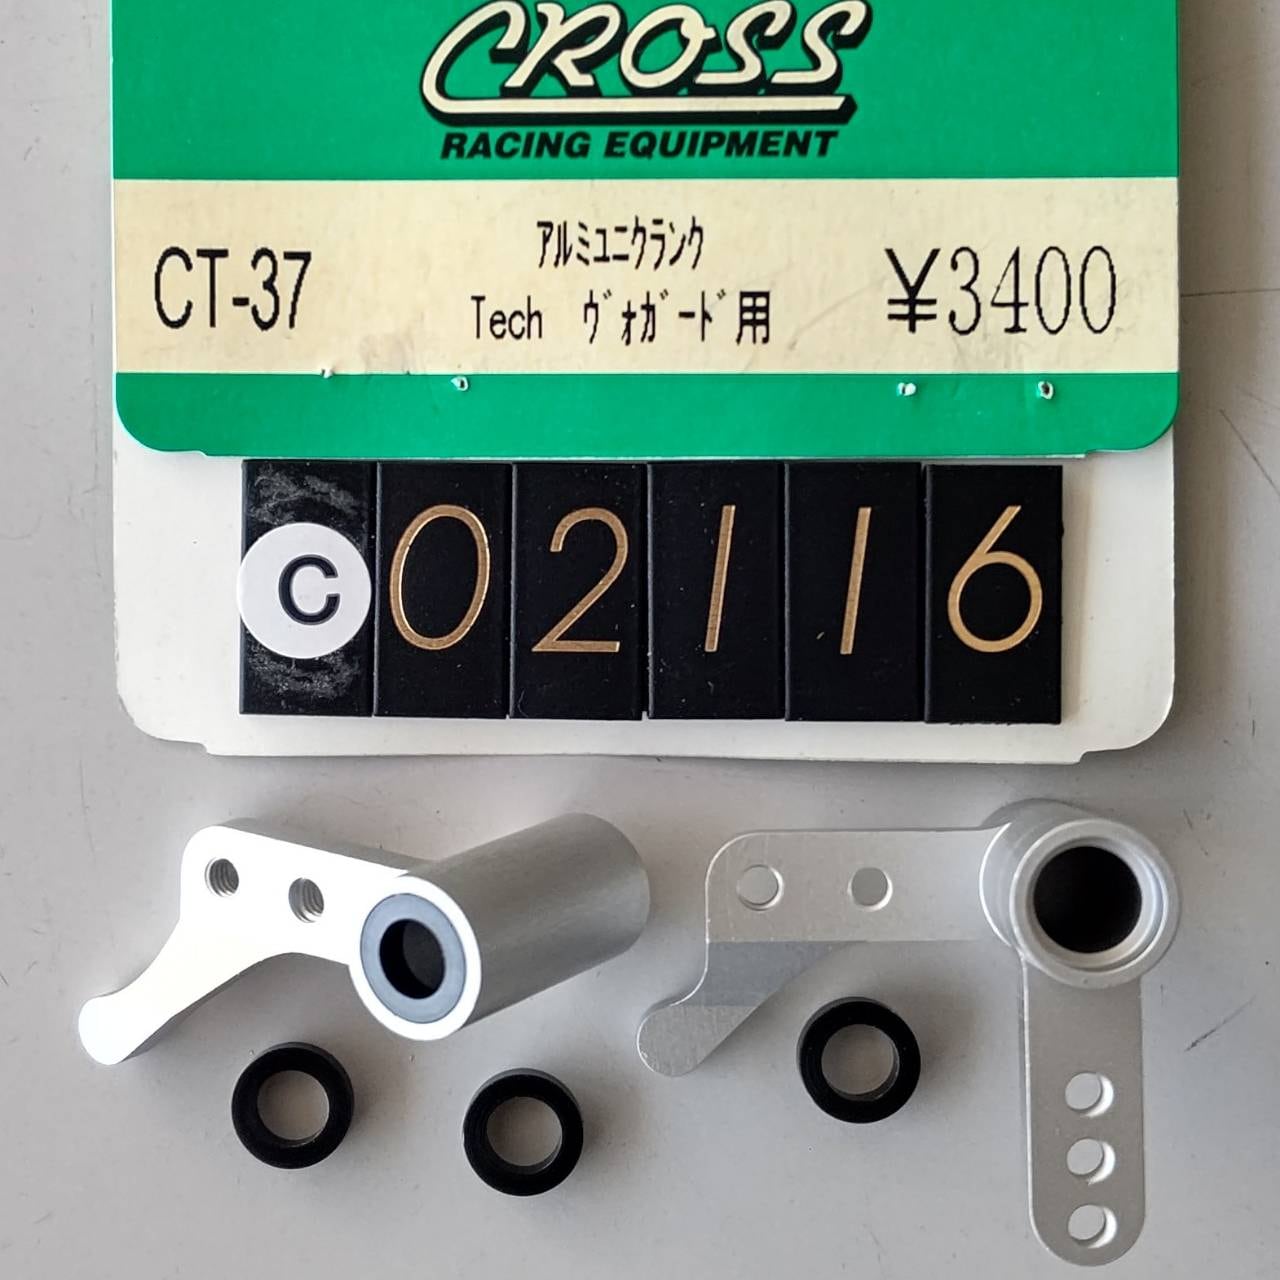 CROSS
RACING EQUIPMENT
CT-37
アルミユニクランク
Tech ヴォガード用
¥3400
C 02116